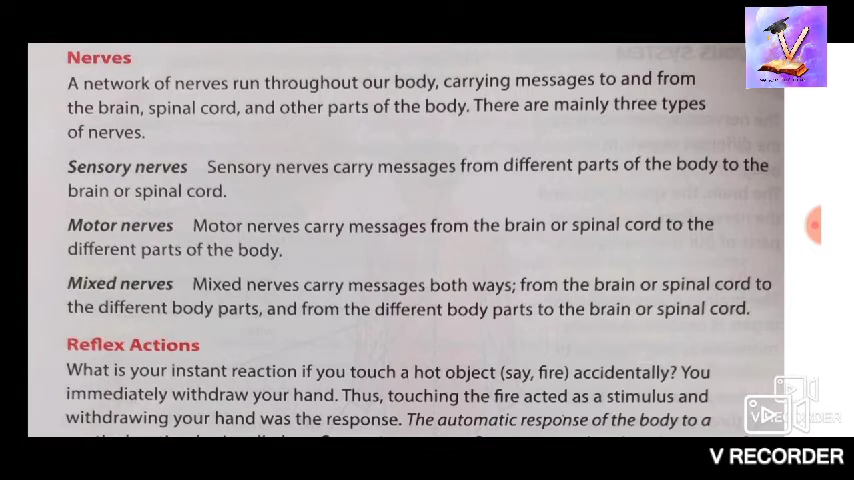 Nerves
A network of nerves run throughout our body, carrying messages to and from
the brain, spinal cord, and other parts of the body. There are mainly three types
of nerves.
Sensory nerves Sensory nerves carry messages from different parts of the body to the
brain or spinal cord.
Motor nerves Motor nerves carry messages from the brain or spinal cord to the
different parts of the body.
Mixed nerves Mixed nerves carry messages both ways; from the brain or spinal cord to
the different body parts, and from the different body parts to the brain or spinal cord.
Reflex Actions
What is your instant reaction if you touch a hot object (say, fire) accidentally? You
immediately withdraw your hand. Thus, touching the fire acted as a stimulus and
withdrawing your hand was the response. The automatic response of the body to a
V RECORDER
V RECORDER